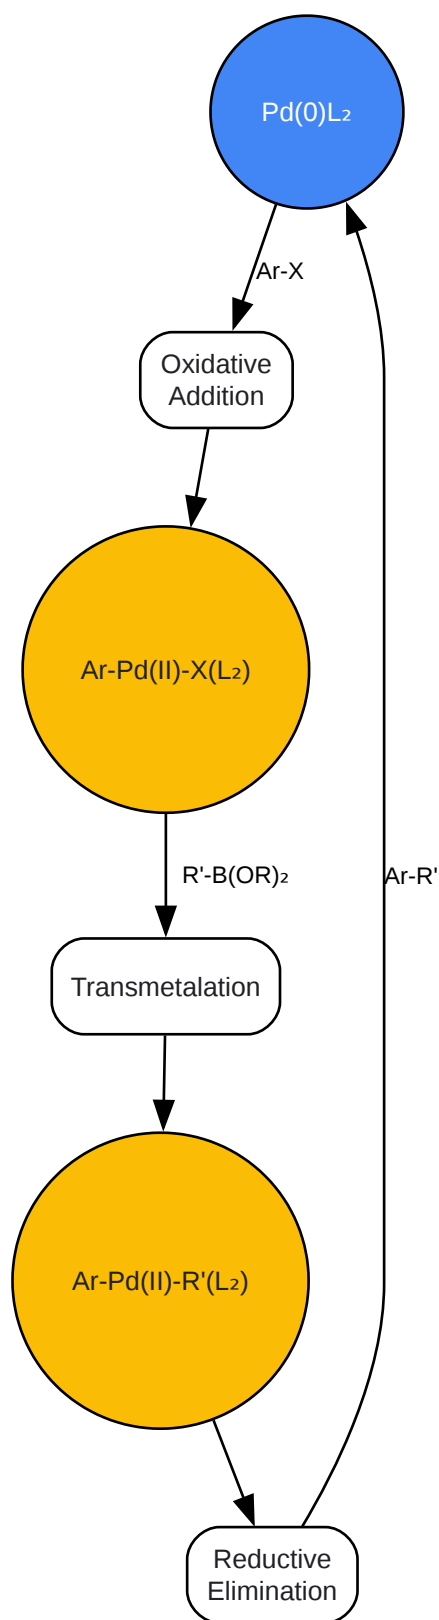 Pd(0)L₂
Ar-X
Oxidative
Addition
Ar-Pd(II)-X(L₂)
R'-B(OR)₂
Ar-R'
Transmetalation
Ar-Pd(II)-R'(L₂)
Reductive
Elimination